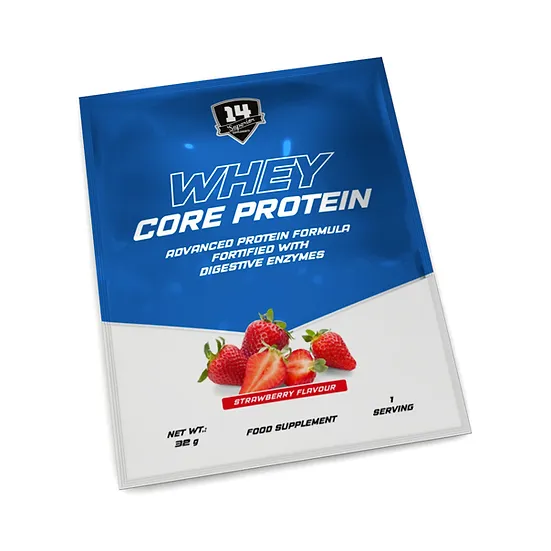 14
Superior
WHEY
CORE PROTEIN
ADVANCED PROTEIN FORMULA
FORTIFIED WITH
DIGESTIVE ENZYMES
STRAWBERRY FLAVOUR
NET WT.:
32 g
FOOD SUPPLEMENT
1
SERVING